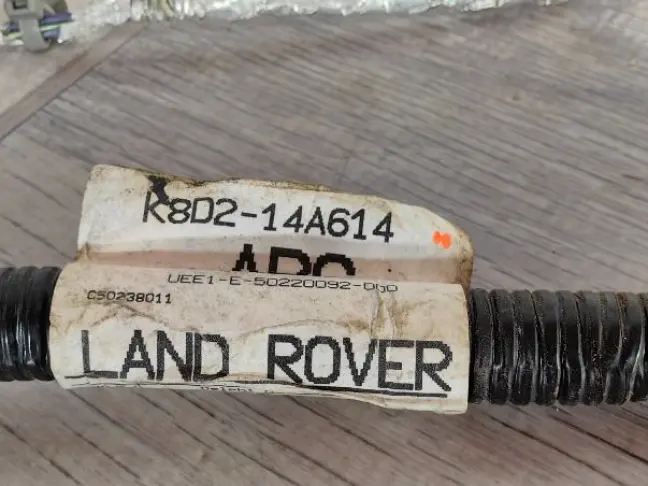 K8D2-14A614
UEE1-E-50220092-000
C50238011
LAND ROVER